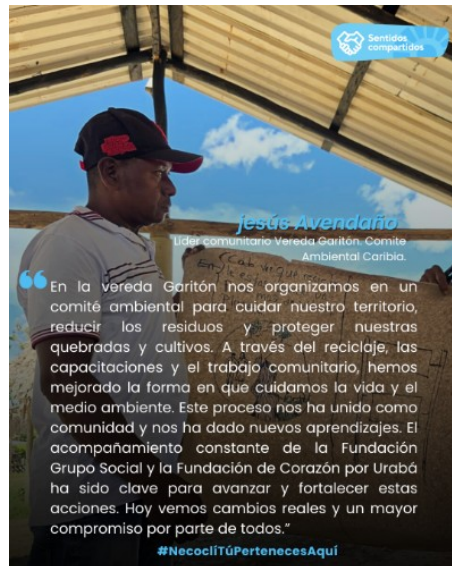 Sentidos
compartidos
jesús Avendaño
Líder comunitario Vereda Garitón. Comite
Ambiental Caribia.
“ En la vereda Garitón nos organizamos en un
comité ambiental para cuidar nuestro territorio,
reducir los residuos y proteger nuestras
quebradas y cultivos. A través del reciclaje, las
capacitaciones y el trabajo comunitario, hemos
mejorado la forma en que cuidamos la vida y el
medio ambiente. Este proceso nos ha unido como
comunidad y nos ha dado nuevos aprendizajes. El
acompañamiento constante de la Fundación
Grupo Social y la Fundación de Corazón por Urabá
ha sido clave para avanzar y fortalecer estas
acciones. Hoy vemos cambios reales y un mayor
compromiso por parte de todos.”
#NecoclíTúPertenecesAquí